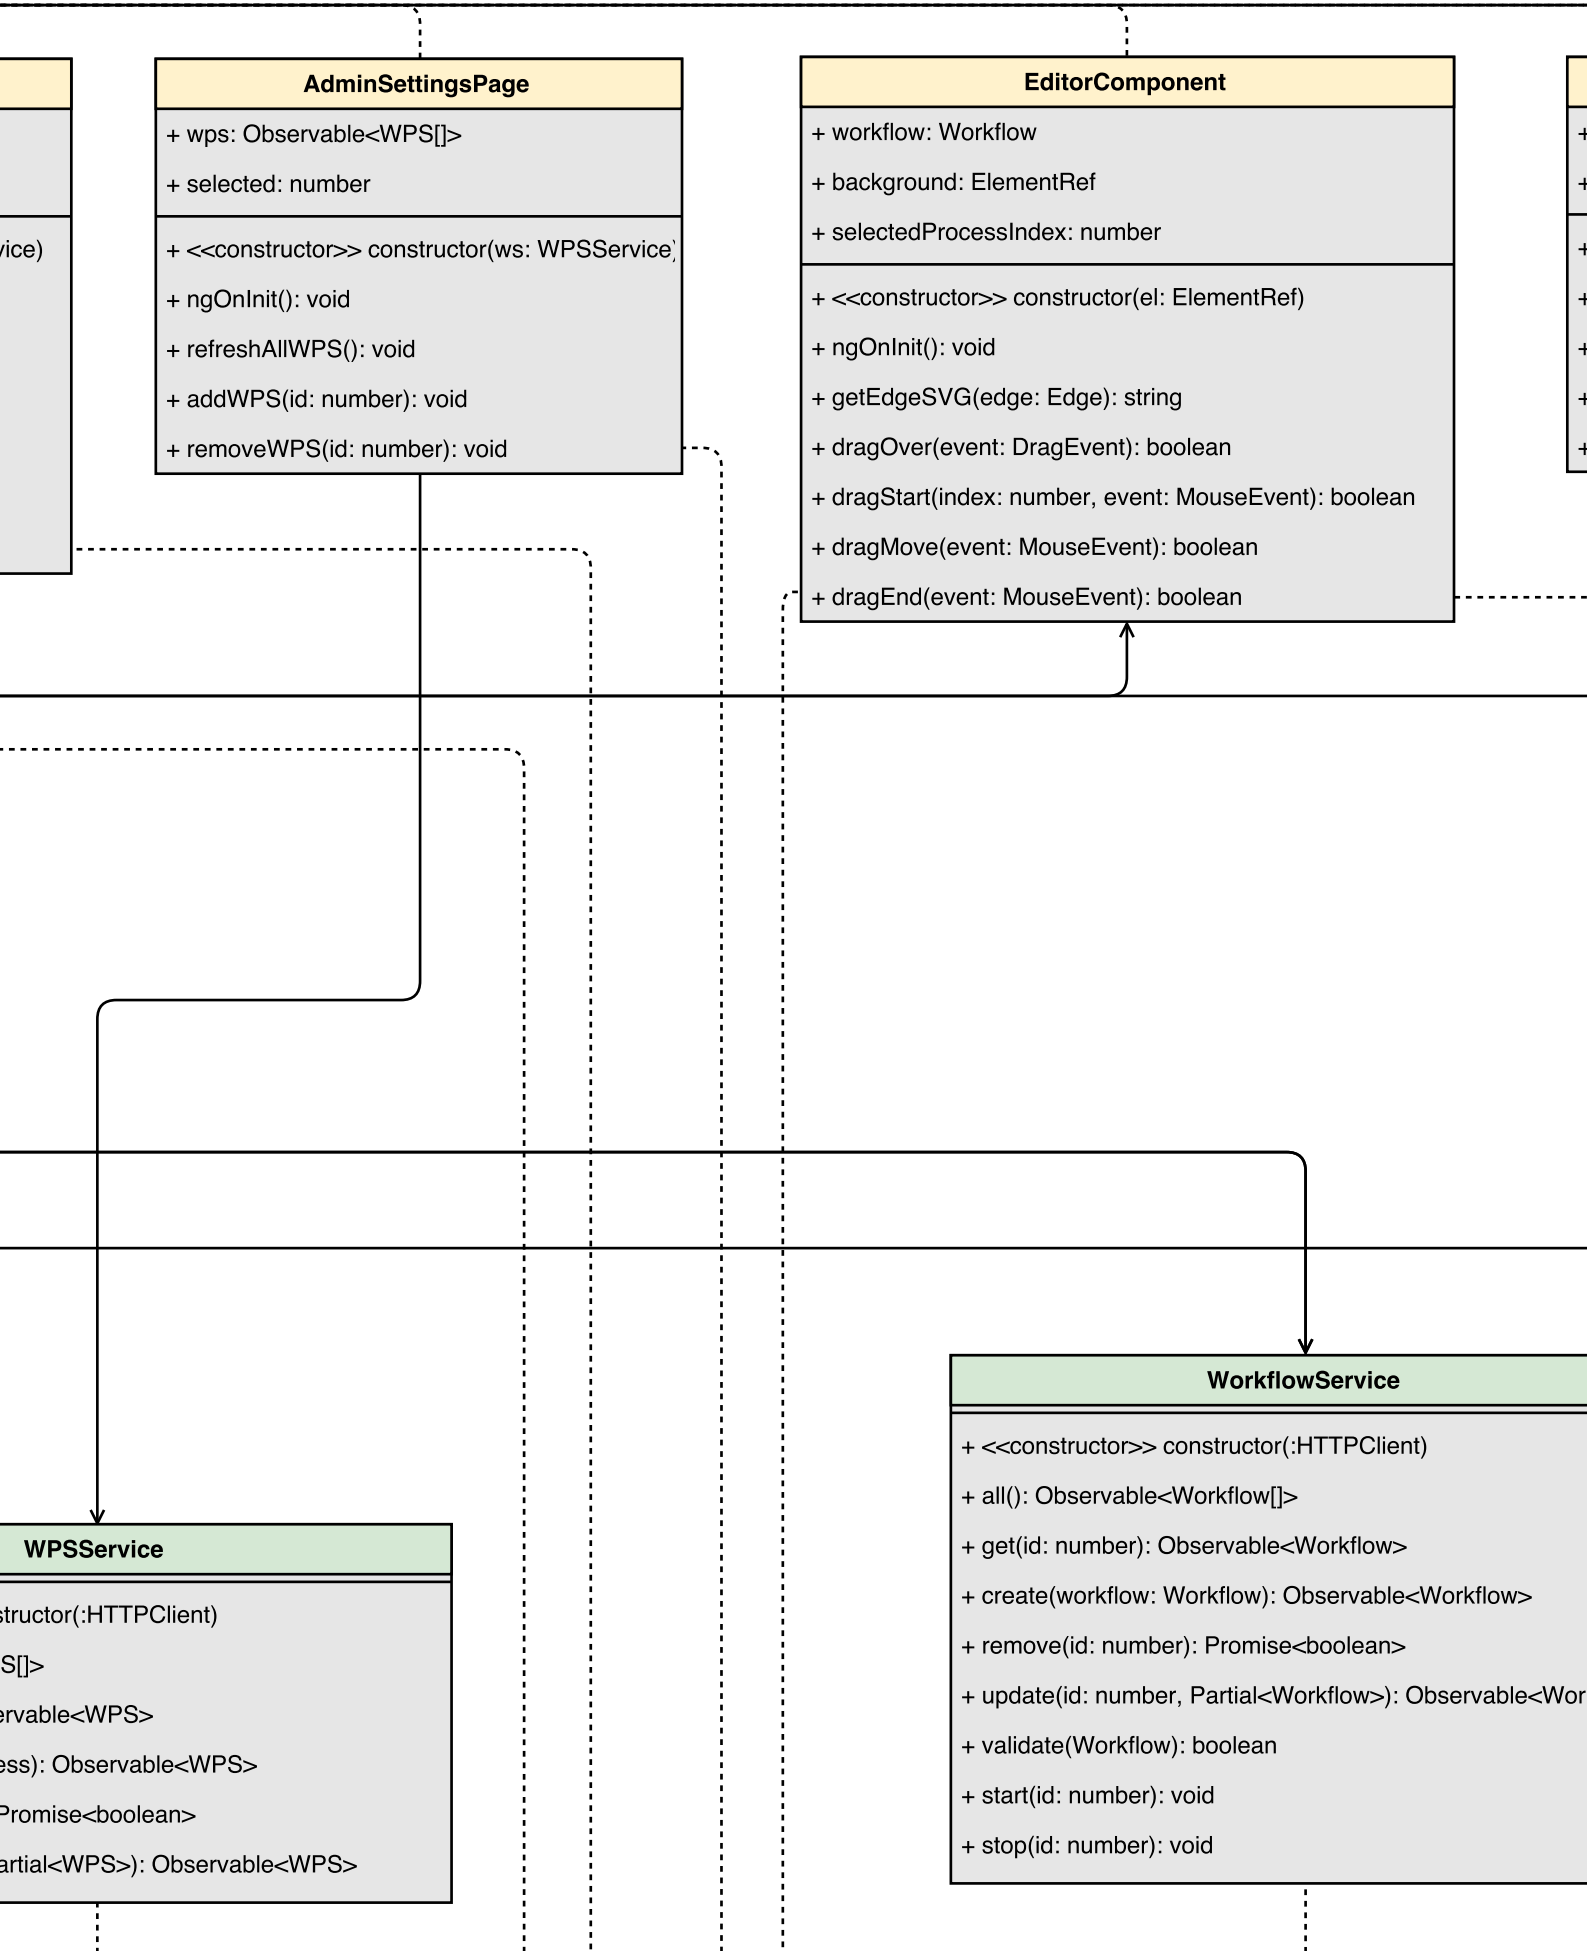 AdminSettingsPage
+ wps: Observable<WPS[]>
+ selected: number
+ <<constructor>> constructor(ws: WPSService)
+ ngOnInit(): void
+ refreshAllWPS(): void
+ addWPS(id: number): void
+ removeWPS(id: number): void
EditorComponent
+ workflow: Workflow
+ background: ElementRef
+ selectedProcessIndex: number
+ <<constructor>> constructor(el: ElementRef)
+ ngOnInit(): void
+ getEdgeSVG(edge: Edge): string
+ dragOver(event: DragEvent): boolean
+ dragStart(index: number, event: MouseEvent): boolean
+ dragMove(event: MouseEvent): boolean
+ dragEnd(event: MouseEvent): boolean
vice)
WPSService
structor(:HTTPClient)
S[]>
ervable<WPS>
ess): Observable<WPS>
Promise<boolean>
artial<WPS>): Observable<WPS>
WorkflowService
+ <<constructor>> constructor(:HTTPClient)
+ all(): Observable<Workflow[]>
+ get(id: number): Observable<Workflow>
+ create(workflow: Workflow): Observable<Workflow>
+ remove(id: number): Promise<boolean>
+ update(id: number, Partial<Workflow>): Observable<Wor
+ validate(Workflow): boolean
+ start(id: number): void
+ stop(id: number): void